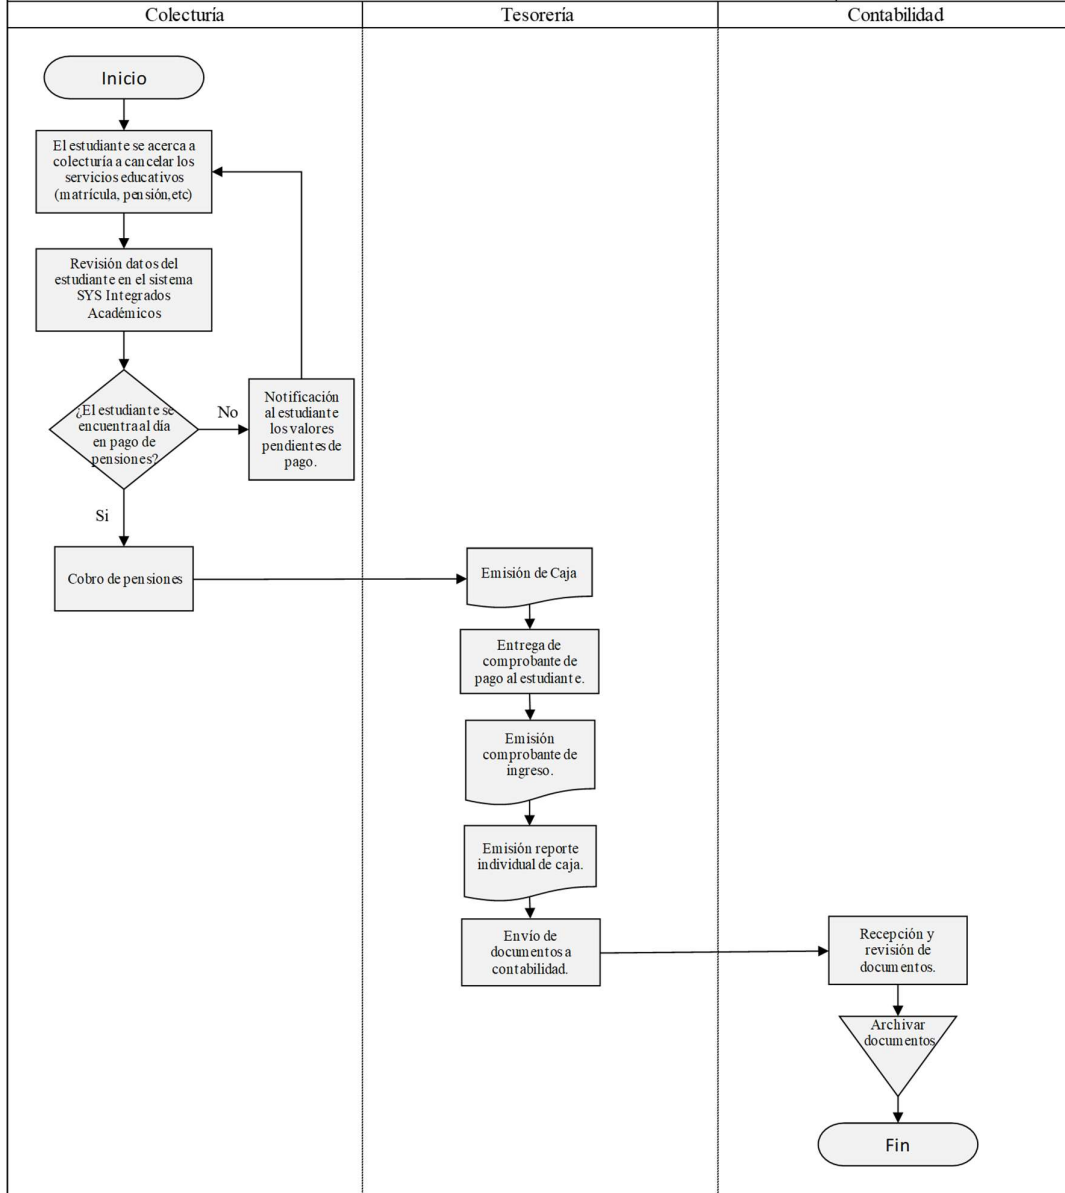 Colecturía
Tesorería
Contabilidad
Inicio
El estudiante se acerca a
colecturía a cancelar los
servicios educativos
(matrícula, pensión,etc)
Revisión datos del
estudiante en el sistema
SYS Integrados
Académicos
¿El estudiante se
encuentra al día
en pago de
pensiones?
No
Notificación
al estudiante
los valores
pendientes de
pago.
Si
Cobro de pensiones
Emisión de Caja
Entrega de
comprobante de
pago al estudiante.
Emisión
comprobante de
ingreso.
Emisión reporte
individual de caja.
Envío de
documentos a
contabilidad.
Recepción y
revisión de
documentos.
Archivar
documentos
Fin